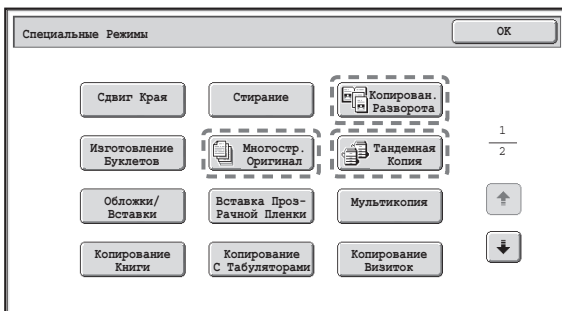 Специальные Режимы
OK
Сдвиг Края
Стирание
Копирован.
Разворота
Изготовление
Буклетов
Многостр.
Оригинал
Тандемная
Копия
1
2
Обложки/
Вставки
Вставка Проз-
Рачной Пленки
Мультикопия
Копирование
Книги
Копирование
С Табуляторами
Копирование
Визиток